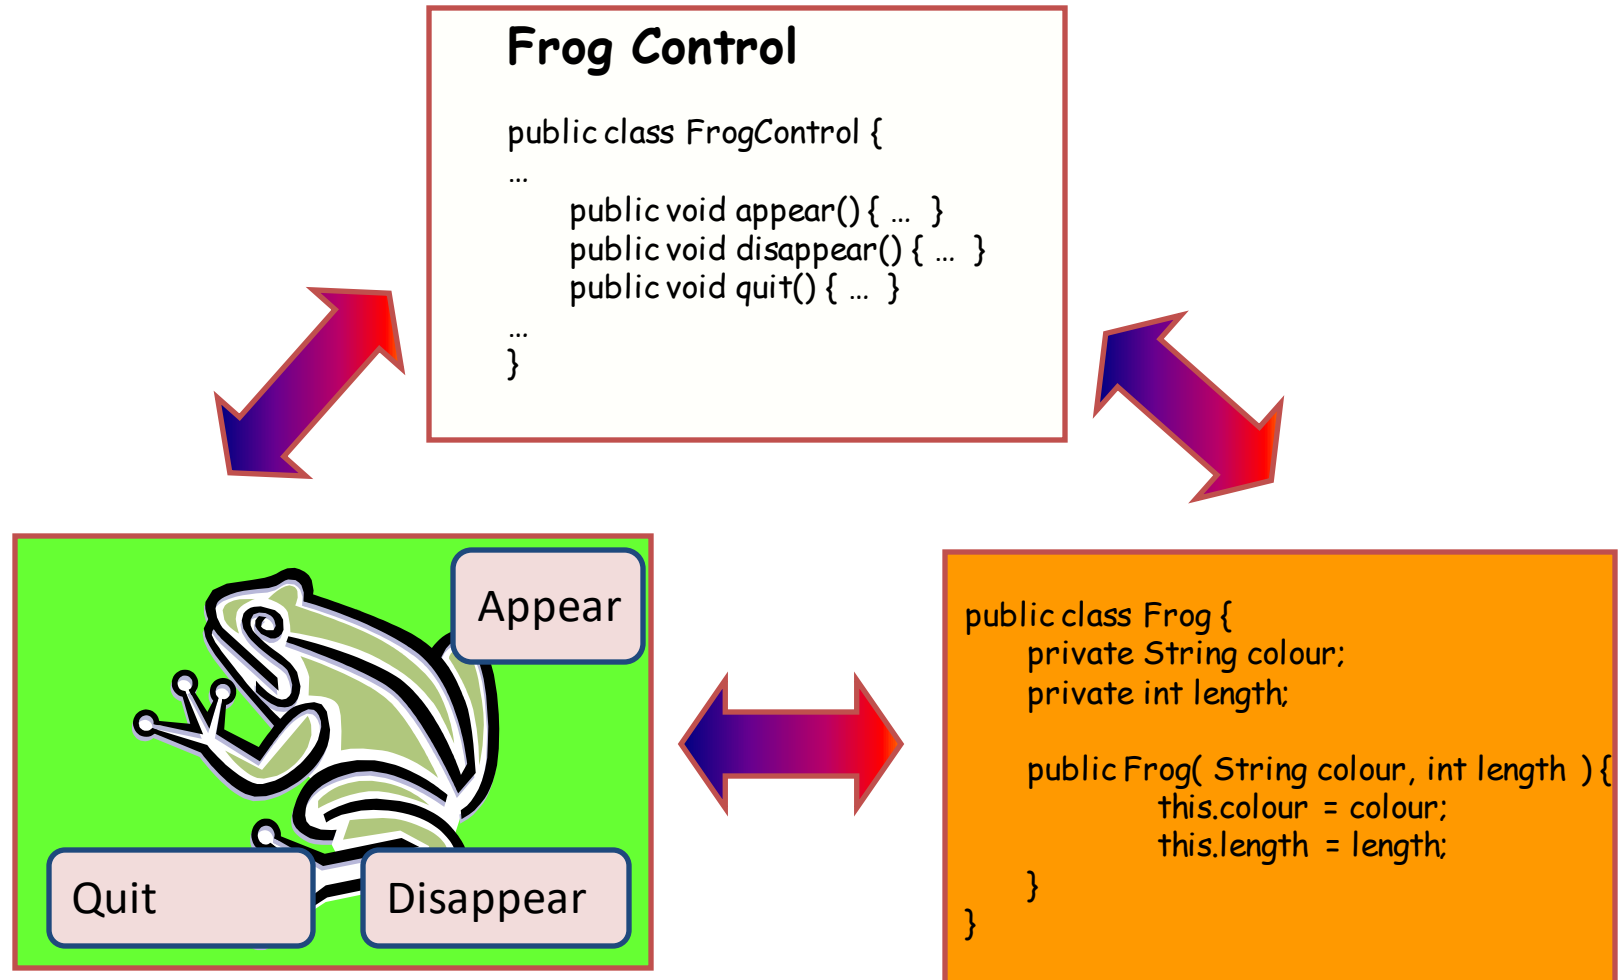 Frog Control
public class FrogControl {
...
public void appear() { ... }
public void disappear() { ... }
public void quit() { ... }
...
}
Appear
Quit
Disappear
public class Frog {
private String colour;
private int length;
public Frog( String colour, int length ) {
this.colour = colour;
this.length = length;
}
}